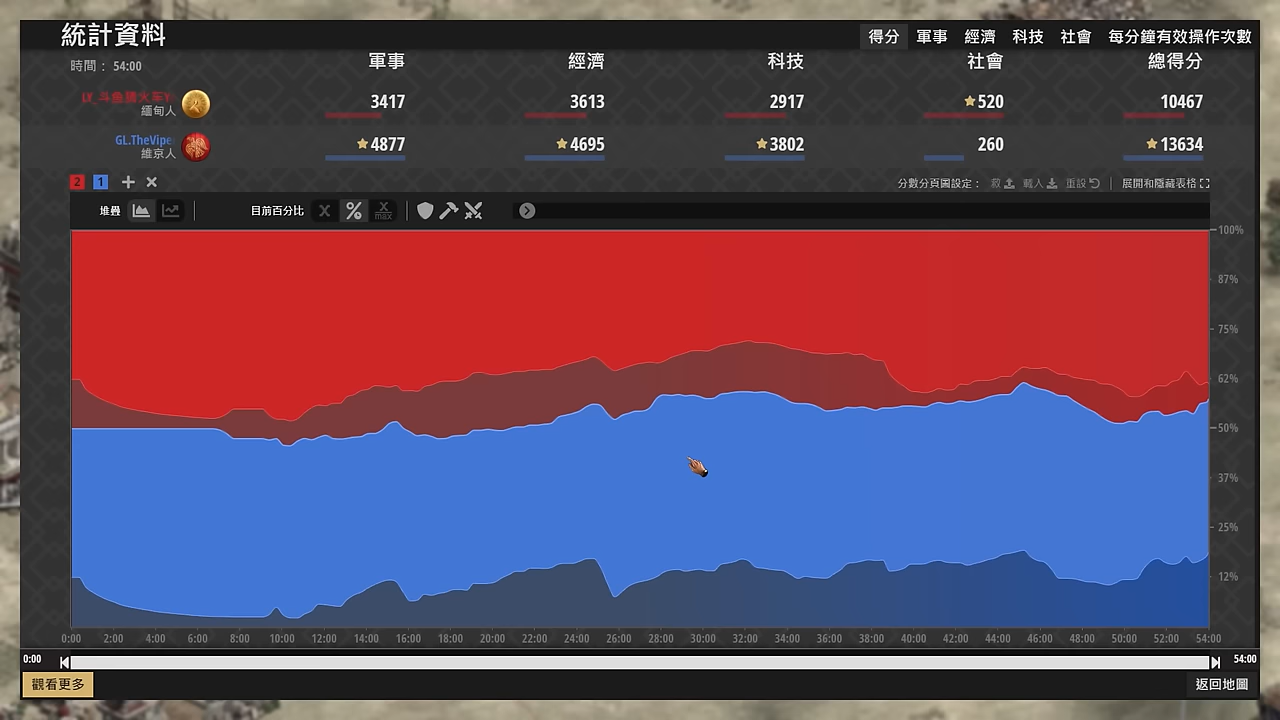 統計資料
得分 軍事 經濟 科技 社會 每分鐘有效操作次數
時間： 54:00
軍事 經濟 科技 社會 總得分
緬甸人
3417 3613 2917 520 10467
GL.TheVipe
維京人
4877 4695 3802 260 13634
2 1
分數分頁圖設定： 載入 重設 展開和隱藏表格
堆疊
目前百分比 X % X max
100%
87%
75%
62%
50%
37%
25%
12%
0:00 2:00 4:00 6:00 8:00 10:00 12:00 14:00 16:00 18:00 20:00 22:00 24:00 26:00 28:00 30:00 32:00 34:00 36:00 38:00 40:00 42:00 44:00 46:00 48:00 50:00 52:00 54:00
0:00 54:00
觀看更多
返回地圖